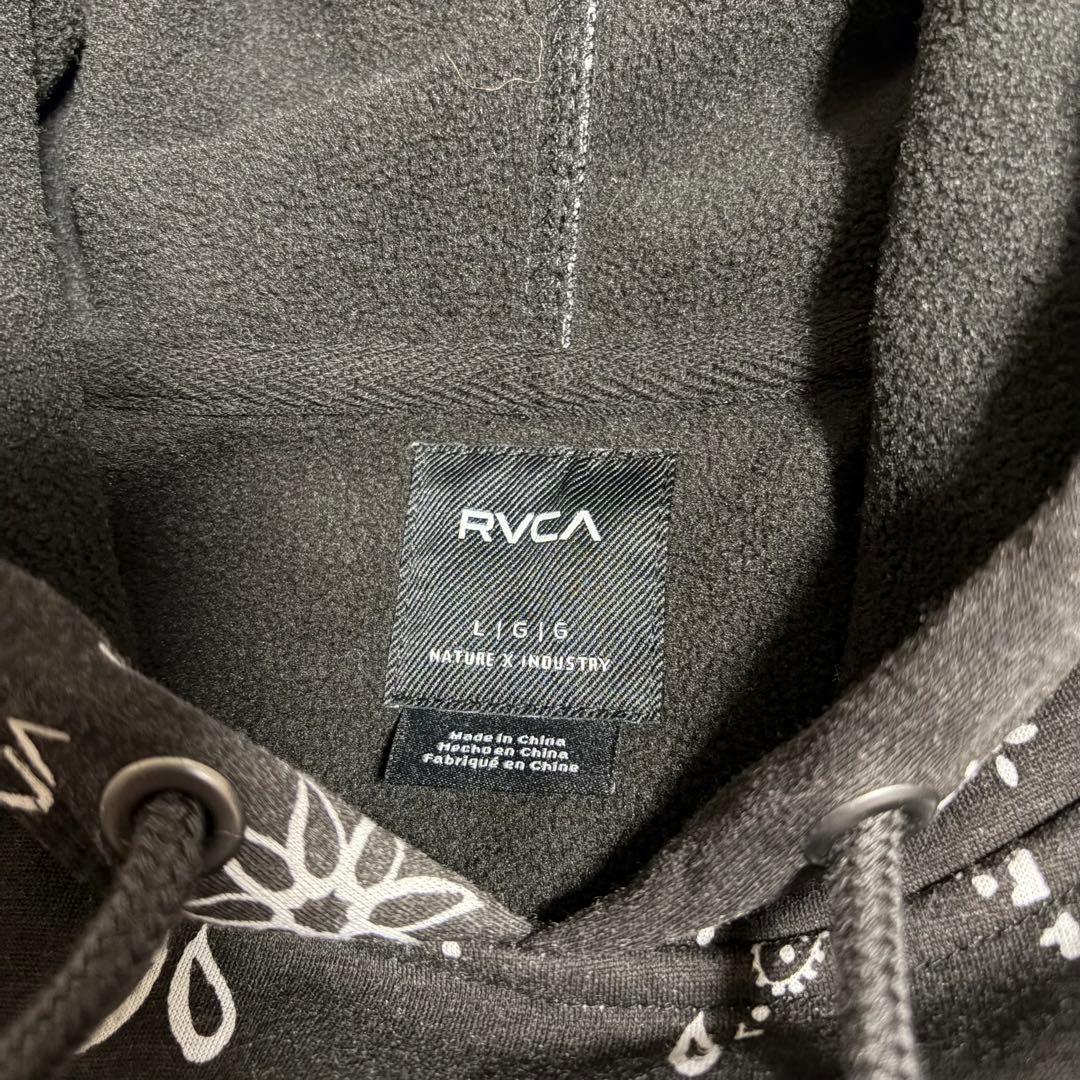 RVCA
L|G|G
NATURE X INDUSTRY
Made in China
Hecho en China
Fabriqué en Chine